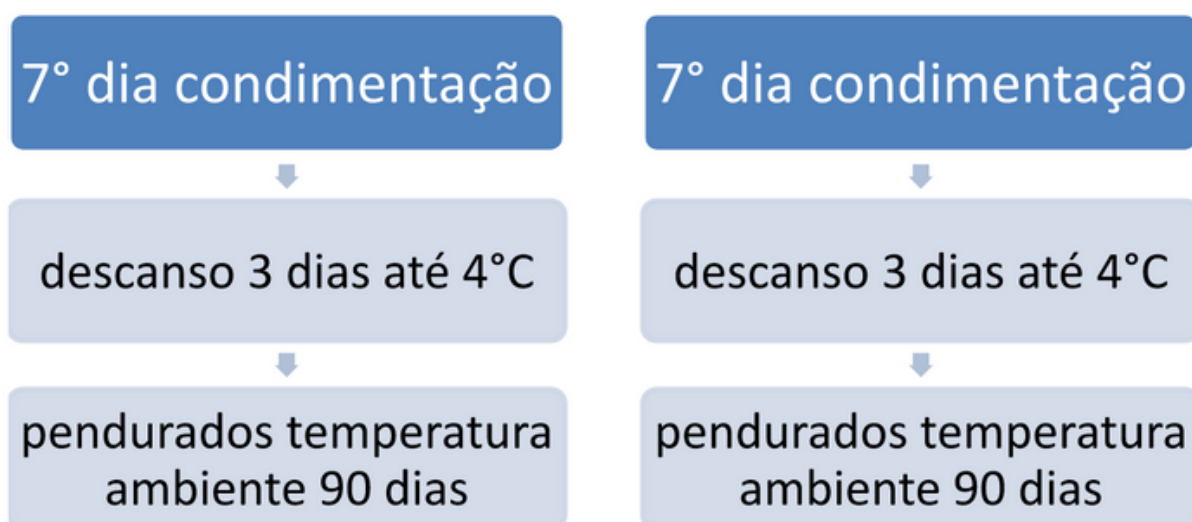 7° dia condimentação
descanso 3 dias até 4°C
pendurados temperatura
ambiente 90 dias
7° dia condimentação
descanso 3 dias até 4°C
pendurados temperatura
ambiente 90 dias